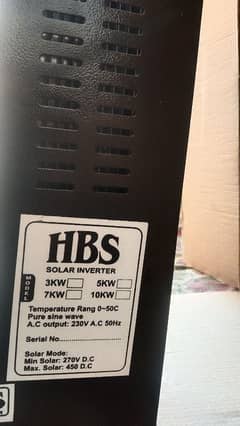 HBS
SOLAR INVERTER
MODEL
3KW 5KW
7KW 10KW
Temperature Rang 0~50C
Pure sine wave
A.C output: 230V A.C 50Hz
Serial No.....................
Solar Mode:
Min Solar: 270V D.C
Max. Solar: 450 D.C